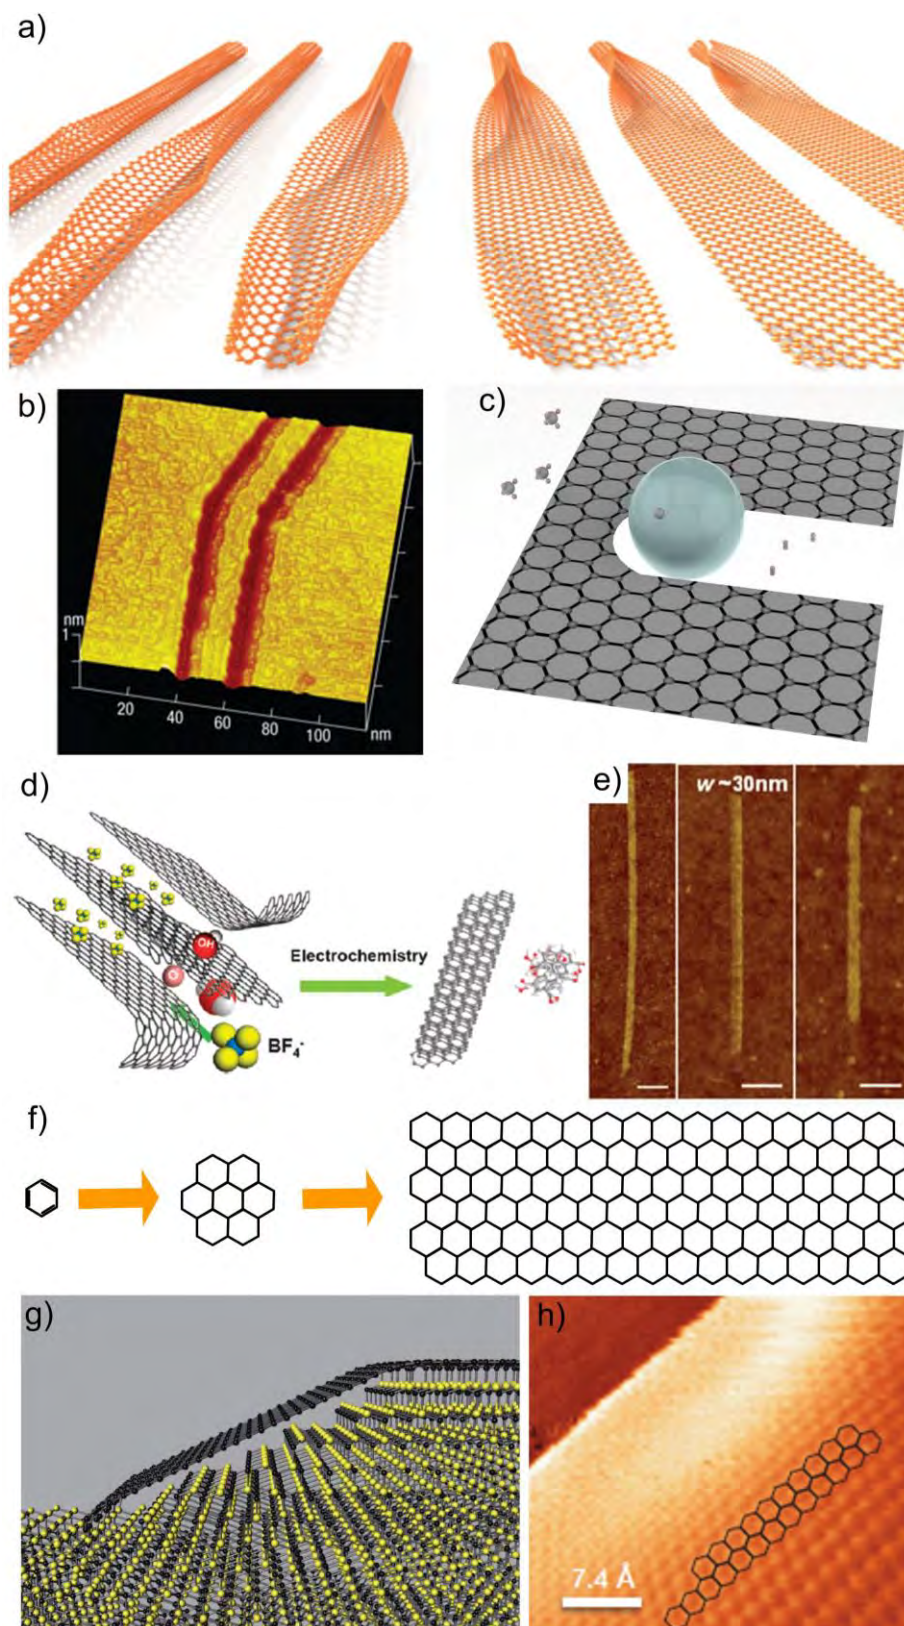 a)
b)
nm
1
20
40
60
80
100
nm
c)
d)
OH
O
Electrochemistry
BF₄⁻
e)
w ~30nm
f)
g)
h)
7.4 Å